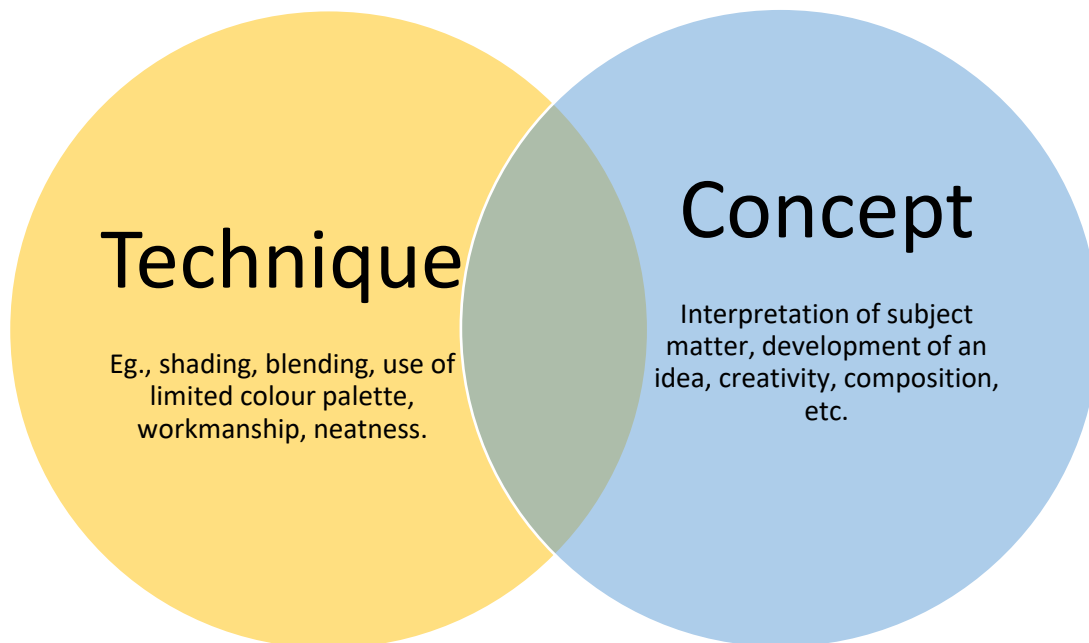 Technique
Eg., shading, blending, use of
limited colour palette,
workmanship, neatness.
Concept
Interpretation of subject
matter, development of an
idea, creativity, composition,
etc.